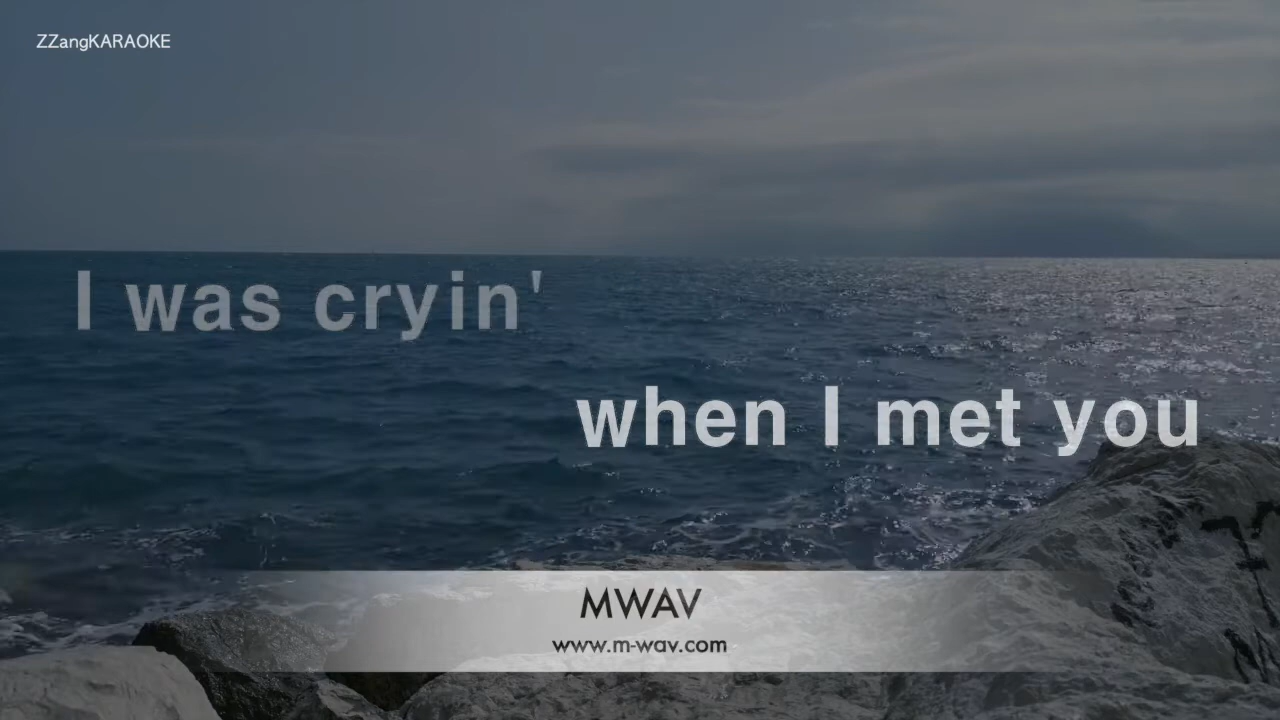 ZZangKARAOKE
I was cryin'
when I met you
MWAV
www.m-wav.com